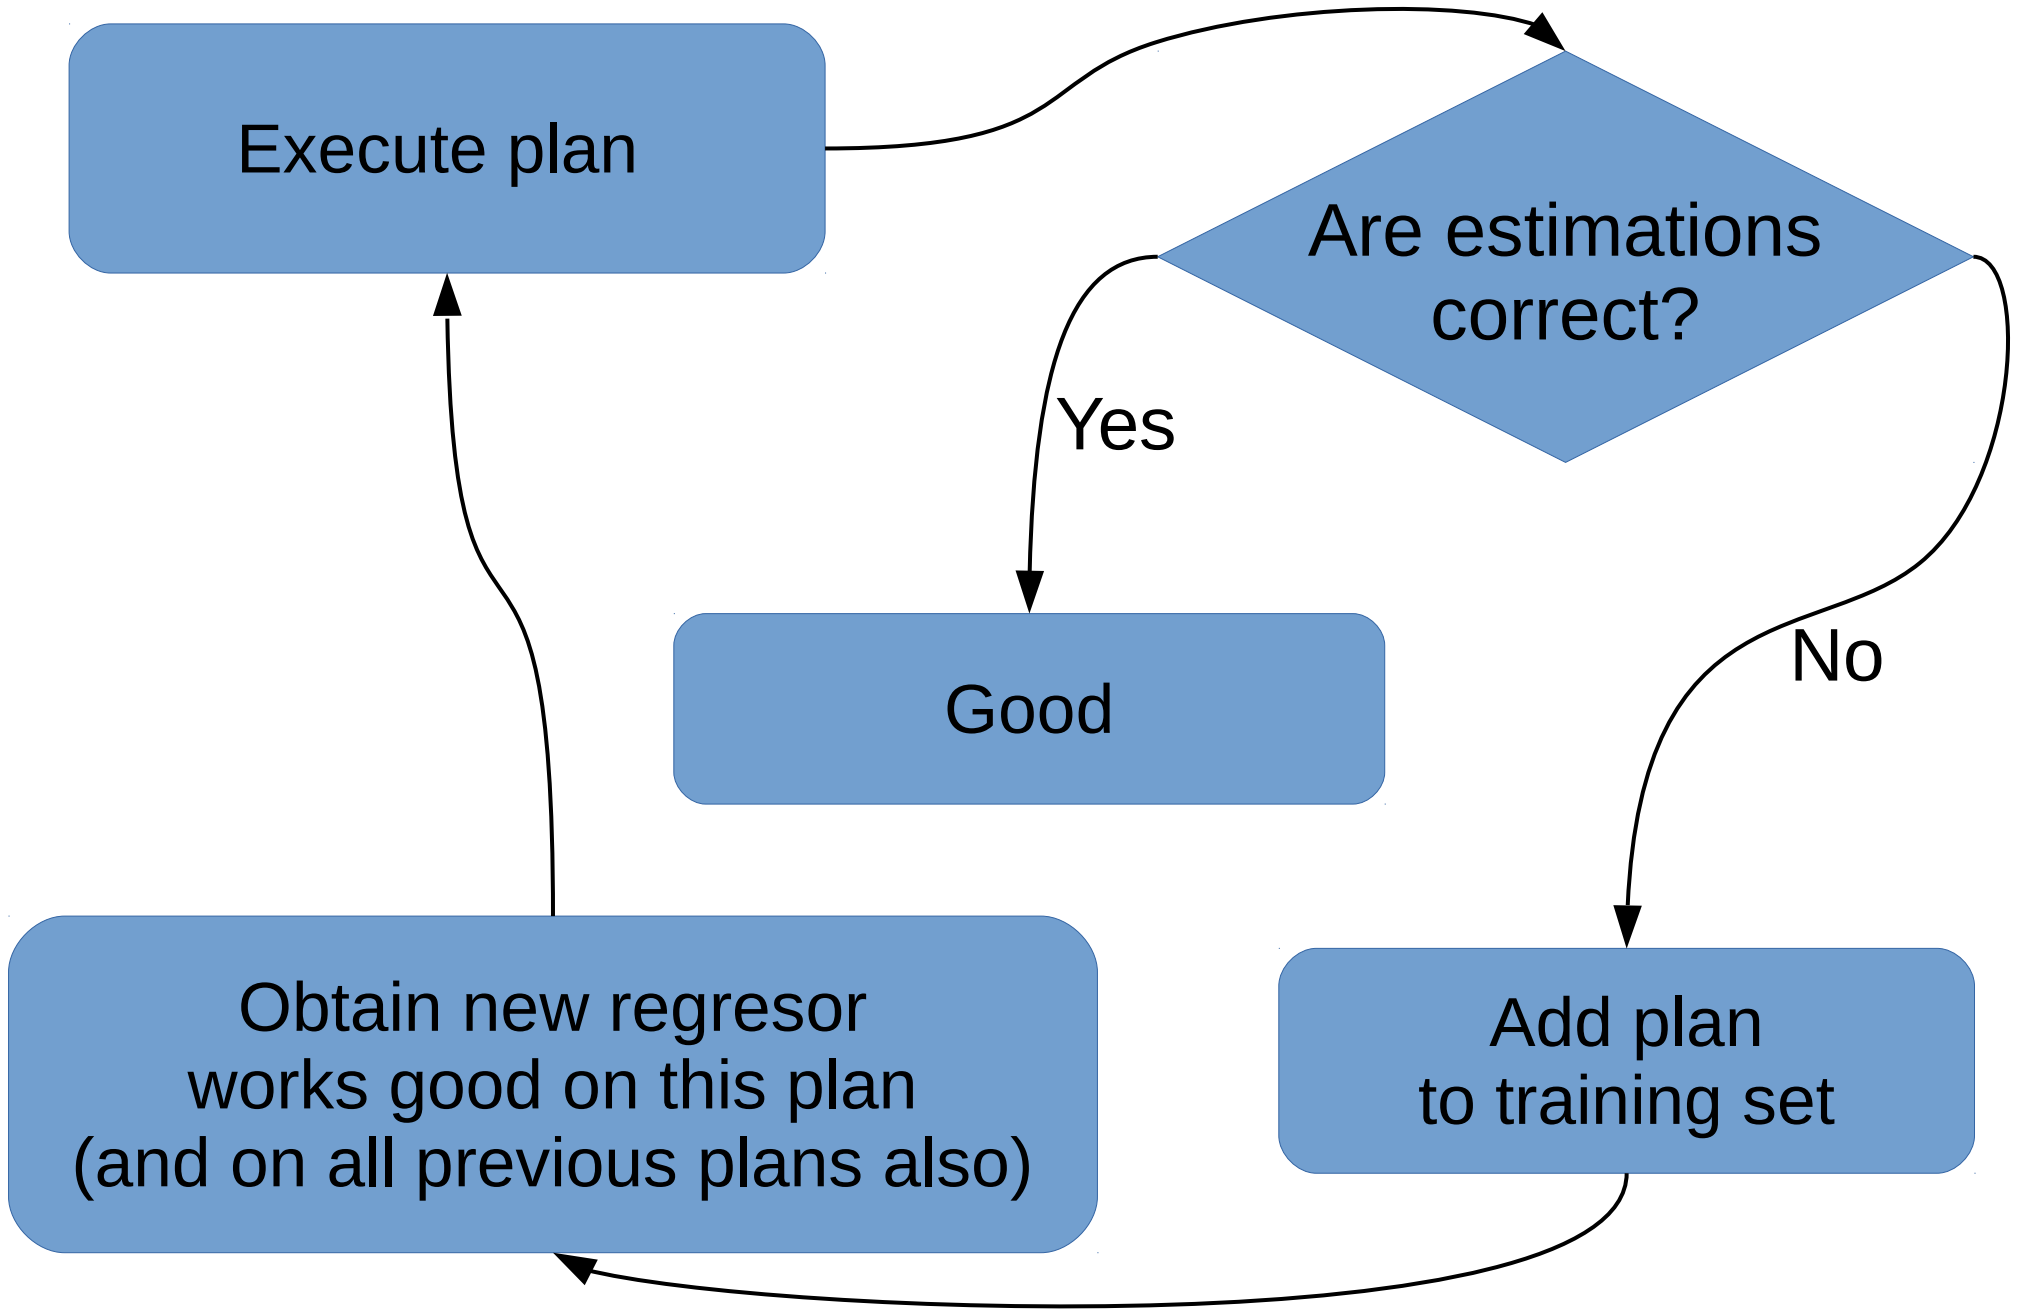 Execute plan
Are estimations
correct?
Yes
No
Good
Obtain new regresor
works good on this plan
(and on all previous plans also)
Add plan
to training set